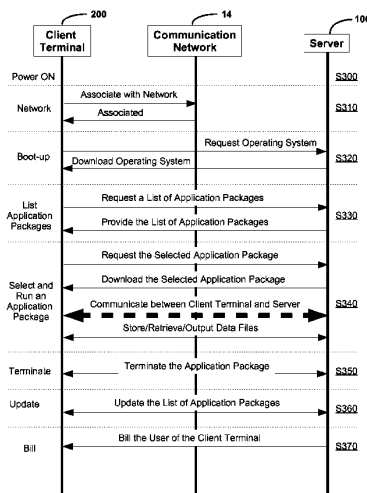 200
14
100
Client
Terminal
Communication
Network
Server
Power ON
S300
Network
Associate with Network
Associated
S310
Boot-up
Request Operating System
Download Operating System
S320
List
Application
Packages
Request a List of Application Packages
Provide the List of Application Packages
S330
Select and
Run an
Application
Package
Request the Selected Application Package
Download the Selected Application Package
Communicate between Client Terminal and Server
Store/Retrieve/Output Data Files
S340
Terminate
Terminate the Application Package
S350
Update
Update the List of Application Packages
S360
Bill
Bill the User of the Client Terminal
S370